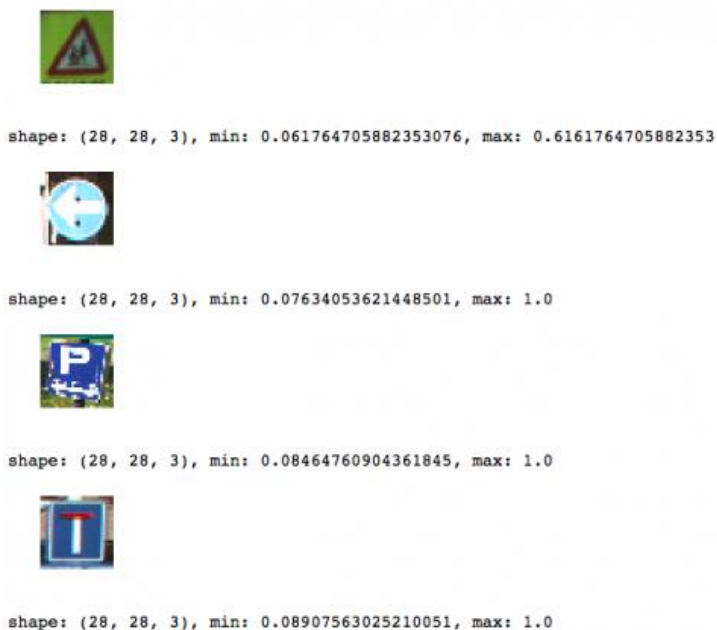 shape: (28, 28, 3), min: 0.061764705882353076, max: 0.6161764705882353
shape: (28, 28, 3), min: 0.07634053621448501, max: 1.0
P
shape: (28, 28, 3), min: 0.08464760904361845, max: 1.0
shape: (28, 28, 3), min: 0.08907563025210051, max: 1.0